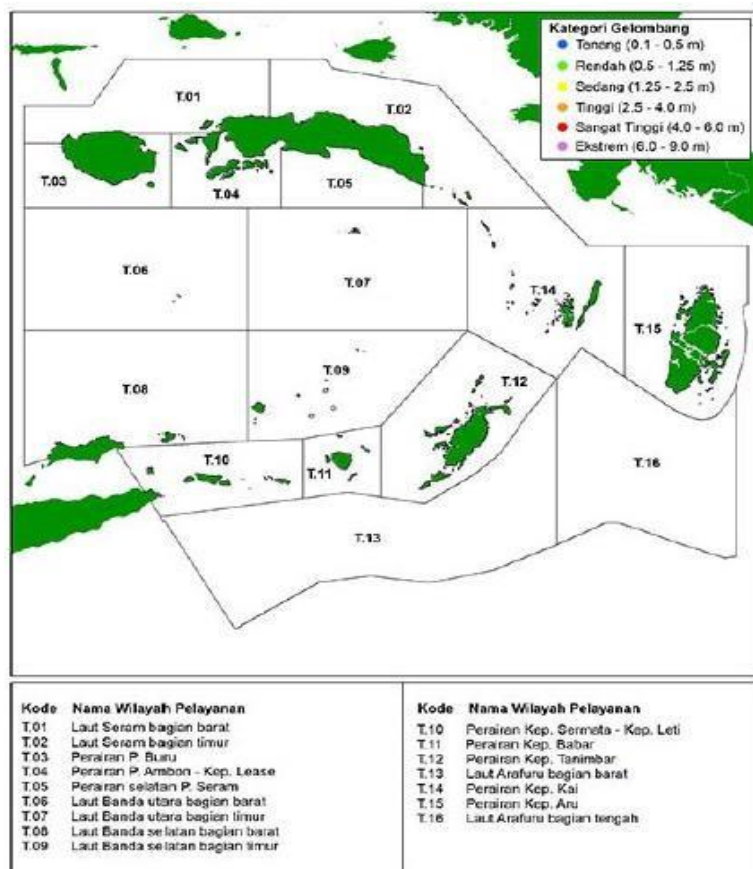 Kategori Gelombang
Tenang (0.1 - 0.5 m)
Rendah (0.5 - 1.25 m)
Sedang (1.25 - 2.5 m)
Tinggi (2.5 - 4.0 m)
Sangat Tinggi (4.0 - 6.0 m)
Ekstrem (6.0 - 9.0 m)
T.01
T.02
T.03
T.04
T.05
T.06
T.07
T.14
T.15
T.08
T.09
T.12
T.10
T.11
T.16
T.13
Kode Nama Wilayah Pelayanan
T.01 Laut Seram bagian barat
T.02 Laut Seram bagian timur
T.03 Perairan P. Buru
T.04 Perairan P. Ambon - Kep. Lease
T.05 Perairan selatan P. Seram
T.06 Laut Banda utara bagian barat
T.07 Laut Banda utara bagian timur
T.08 Laut Banda selatan bagian barat
T.09 Laut Banda selatan bagian timur
Kode Nama Wilayah Pelayanan
T.10 Perairan Kep. Sermata - Kep. Leti
T.11 Perairan Kep. Babar
T.12 Perairan Kep. Tanimbar
T.13 Laut Arafuru bagian barat
T.14 Perairan Kep. Kai
T.15 Perairan Kep. Aru
T.16 Laut Arafuru bagian tengah